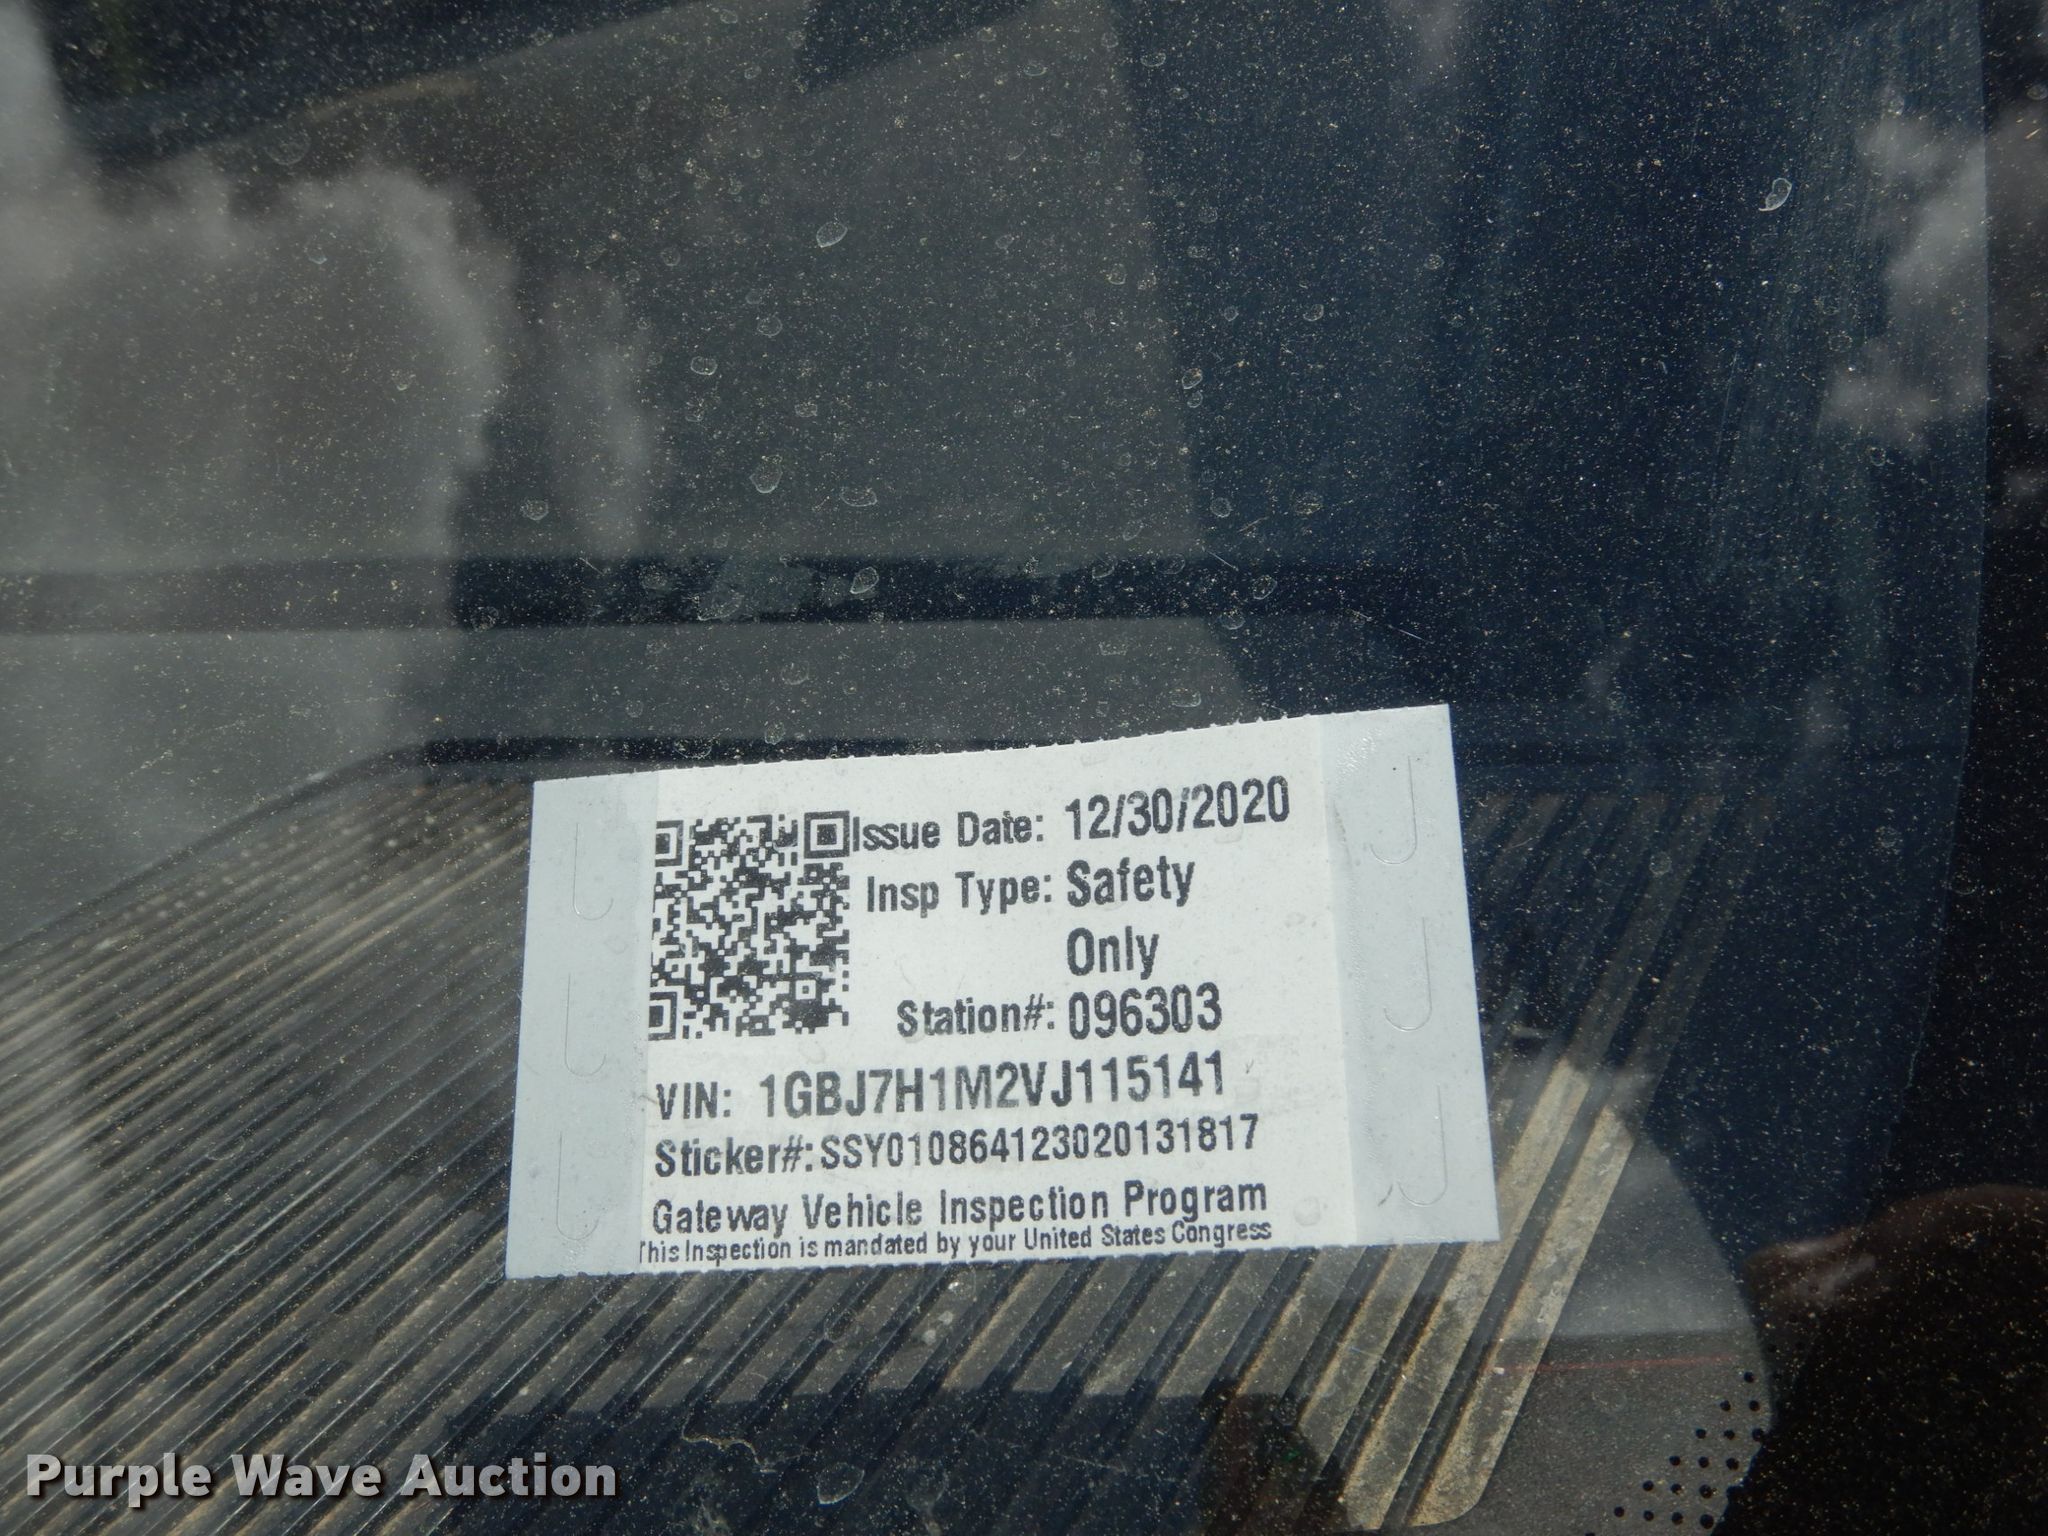 Issue Date: 12/30/2020
Insp Type: Safety
Only
Station#: 096303
VIN: 1GBJ7H1M2VJ115141
Sticker#: SSY010864123020131817
Gateway Vehicle Inspection Program
This Inspection is mandated by your United States Congress
Purple Wave Auction